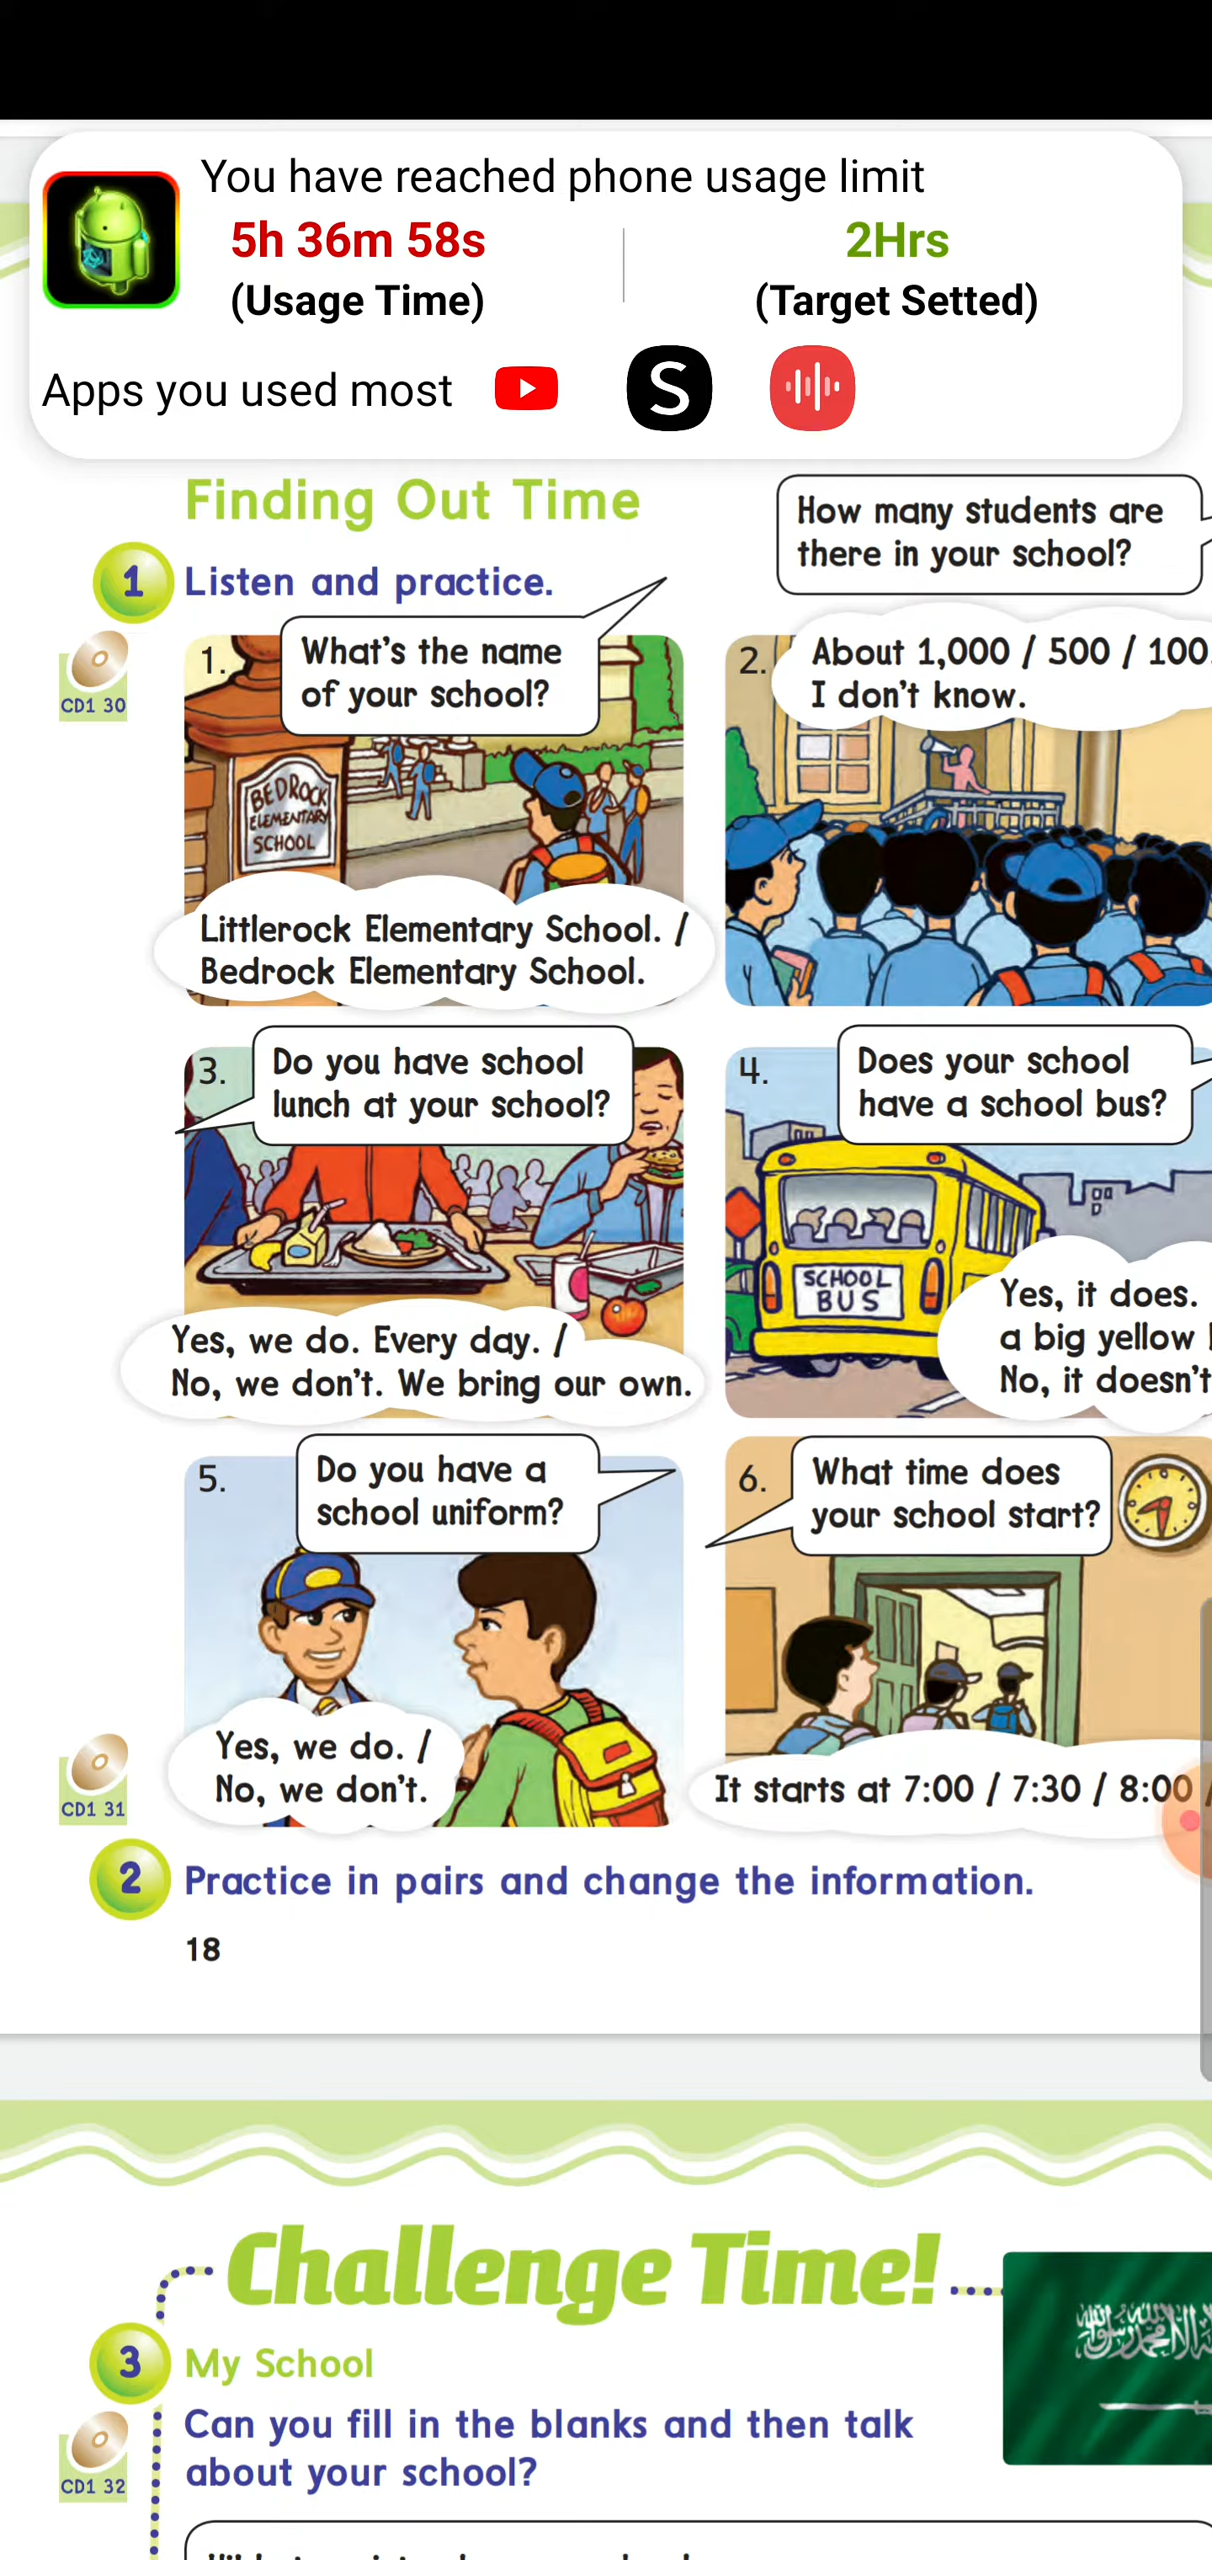 You have reached phone usage limit
5h 36m 58s
2Hrs
(Usage Time)
(Target Setted)
Apps you used most
Finding Out Time
How many students are
there in your school?
1
Listen and practice.
CD1 30
1.
What's the name
of your school?
BEDROCK
ELEMENTARY
SCHOOL
Littlerock Elementary School. /
Bedrock Elementary School.
2.
About 1,000 / 500 / 100
I don't know.
3.
Do you have school
lunch at your school?
Yes, we do. Every day. /
No, we don't. We bring our own.
4.
Does your school
have a school bus?
SCHOOL
BUS
Yes, it does.
a big yellow
No, it doesn't
5.
Do you have a
school uniform?
Yes, we do. /
No, we don't.
6.
What time does
your school start?
It starts at 7:00 / 7:30 / 8:00
CD1 31
2
Practice in pairs and change the information.
18
Challenge Time!
3
My School
CD1 32
Can you fill in the blanks and then talk
about your school?